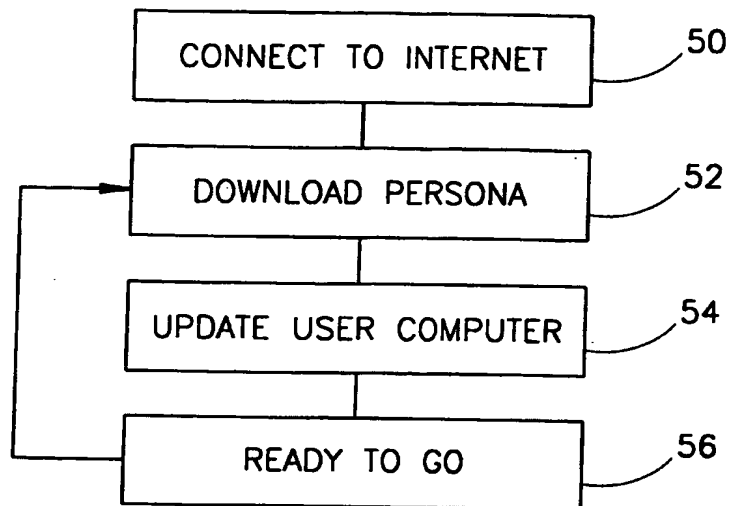 CONNECT TO INTERNET
50
DOWNLOAD PERSONA
52
UPDATE USER COMPUTER
54
READY TO GO
56